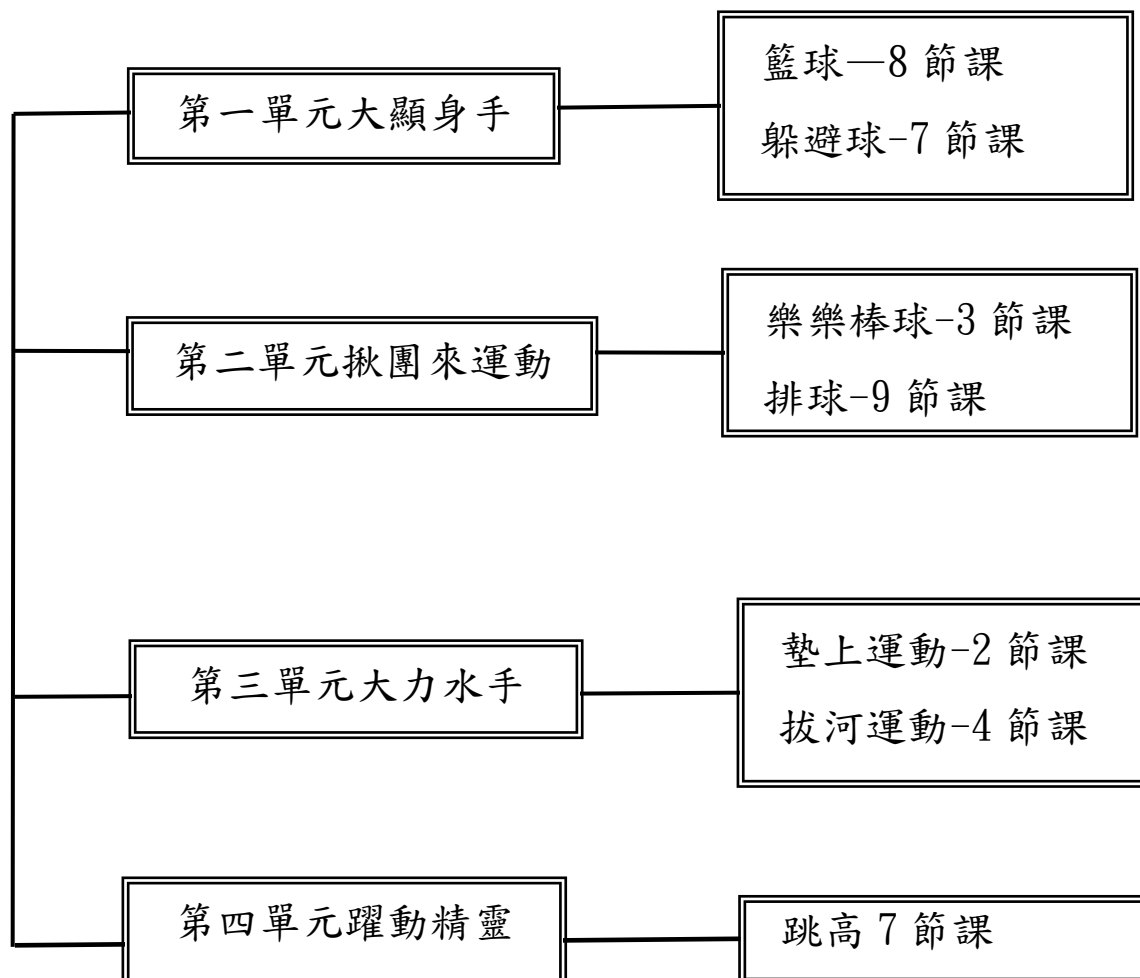 第一單元大顯身手
籃球—8 節課
躲避球-7 節課
第二單元揪團來運動
樂樂棒球-3 節課
排球-9 節課
第三單元大力水手
墊上運動-2 節課
拔河運動-4 節課
第四單元躍動精靈
跳高 7 節課